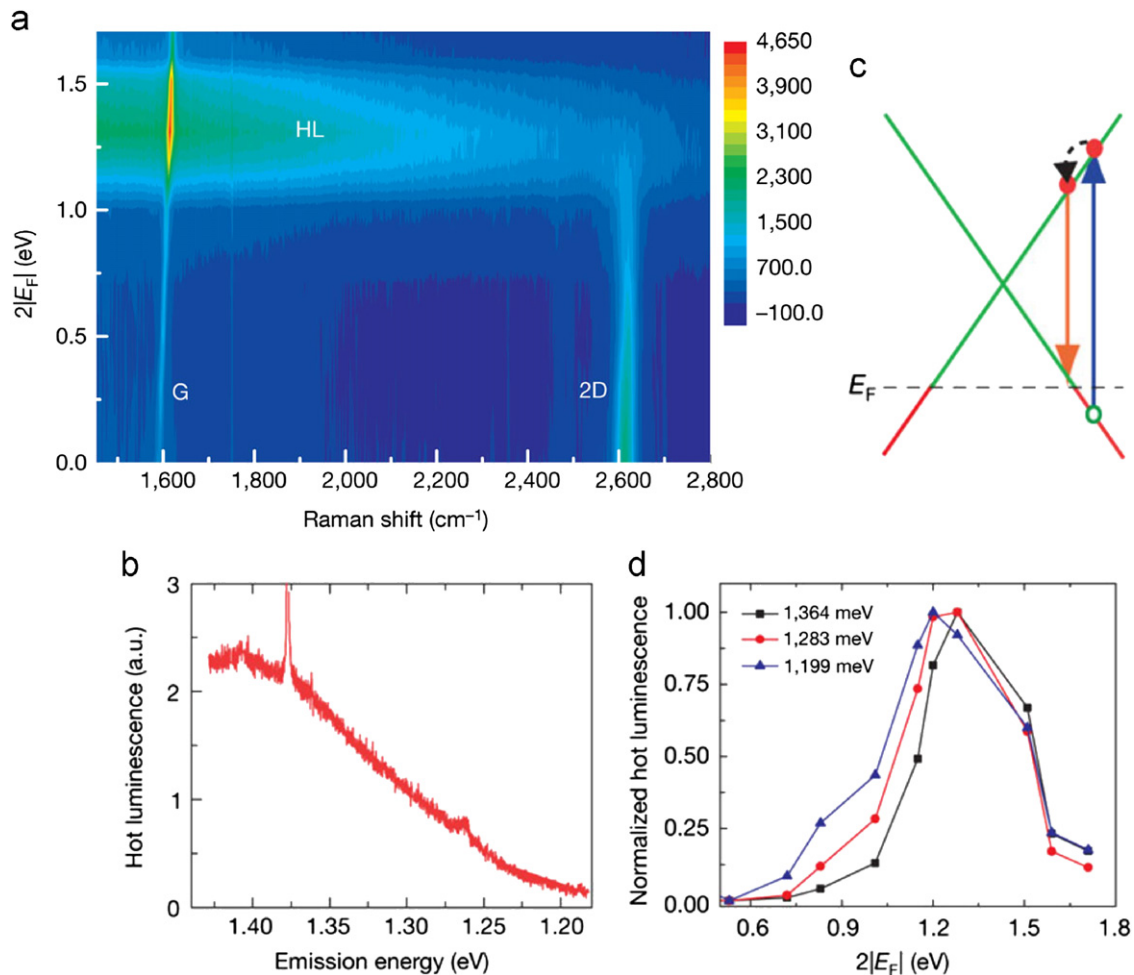 a
2|E_F| (eV)
1.5
1.0
0.5
0.0
HL
G
2D
1,600
2,000
2,200
2,400
2,600
2,800
Raman shift (cm⁻¹)
4,650
3,900
3,100
2,300
1,500
700.0
−100.0
c
E_F
b
Hot luminescence (a.u.)
3
2
1
0
1.40
1.35
1.30
1.25
1.20
Emission energy (eV)
d
Normalized hot luminescence
1.00
0.75
0.50
0.25
0.00
1,364 meV
1,283 meV
1,199 meV
0.6
0.9
1.2
1.5
1.8
2|E_F| (eV)